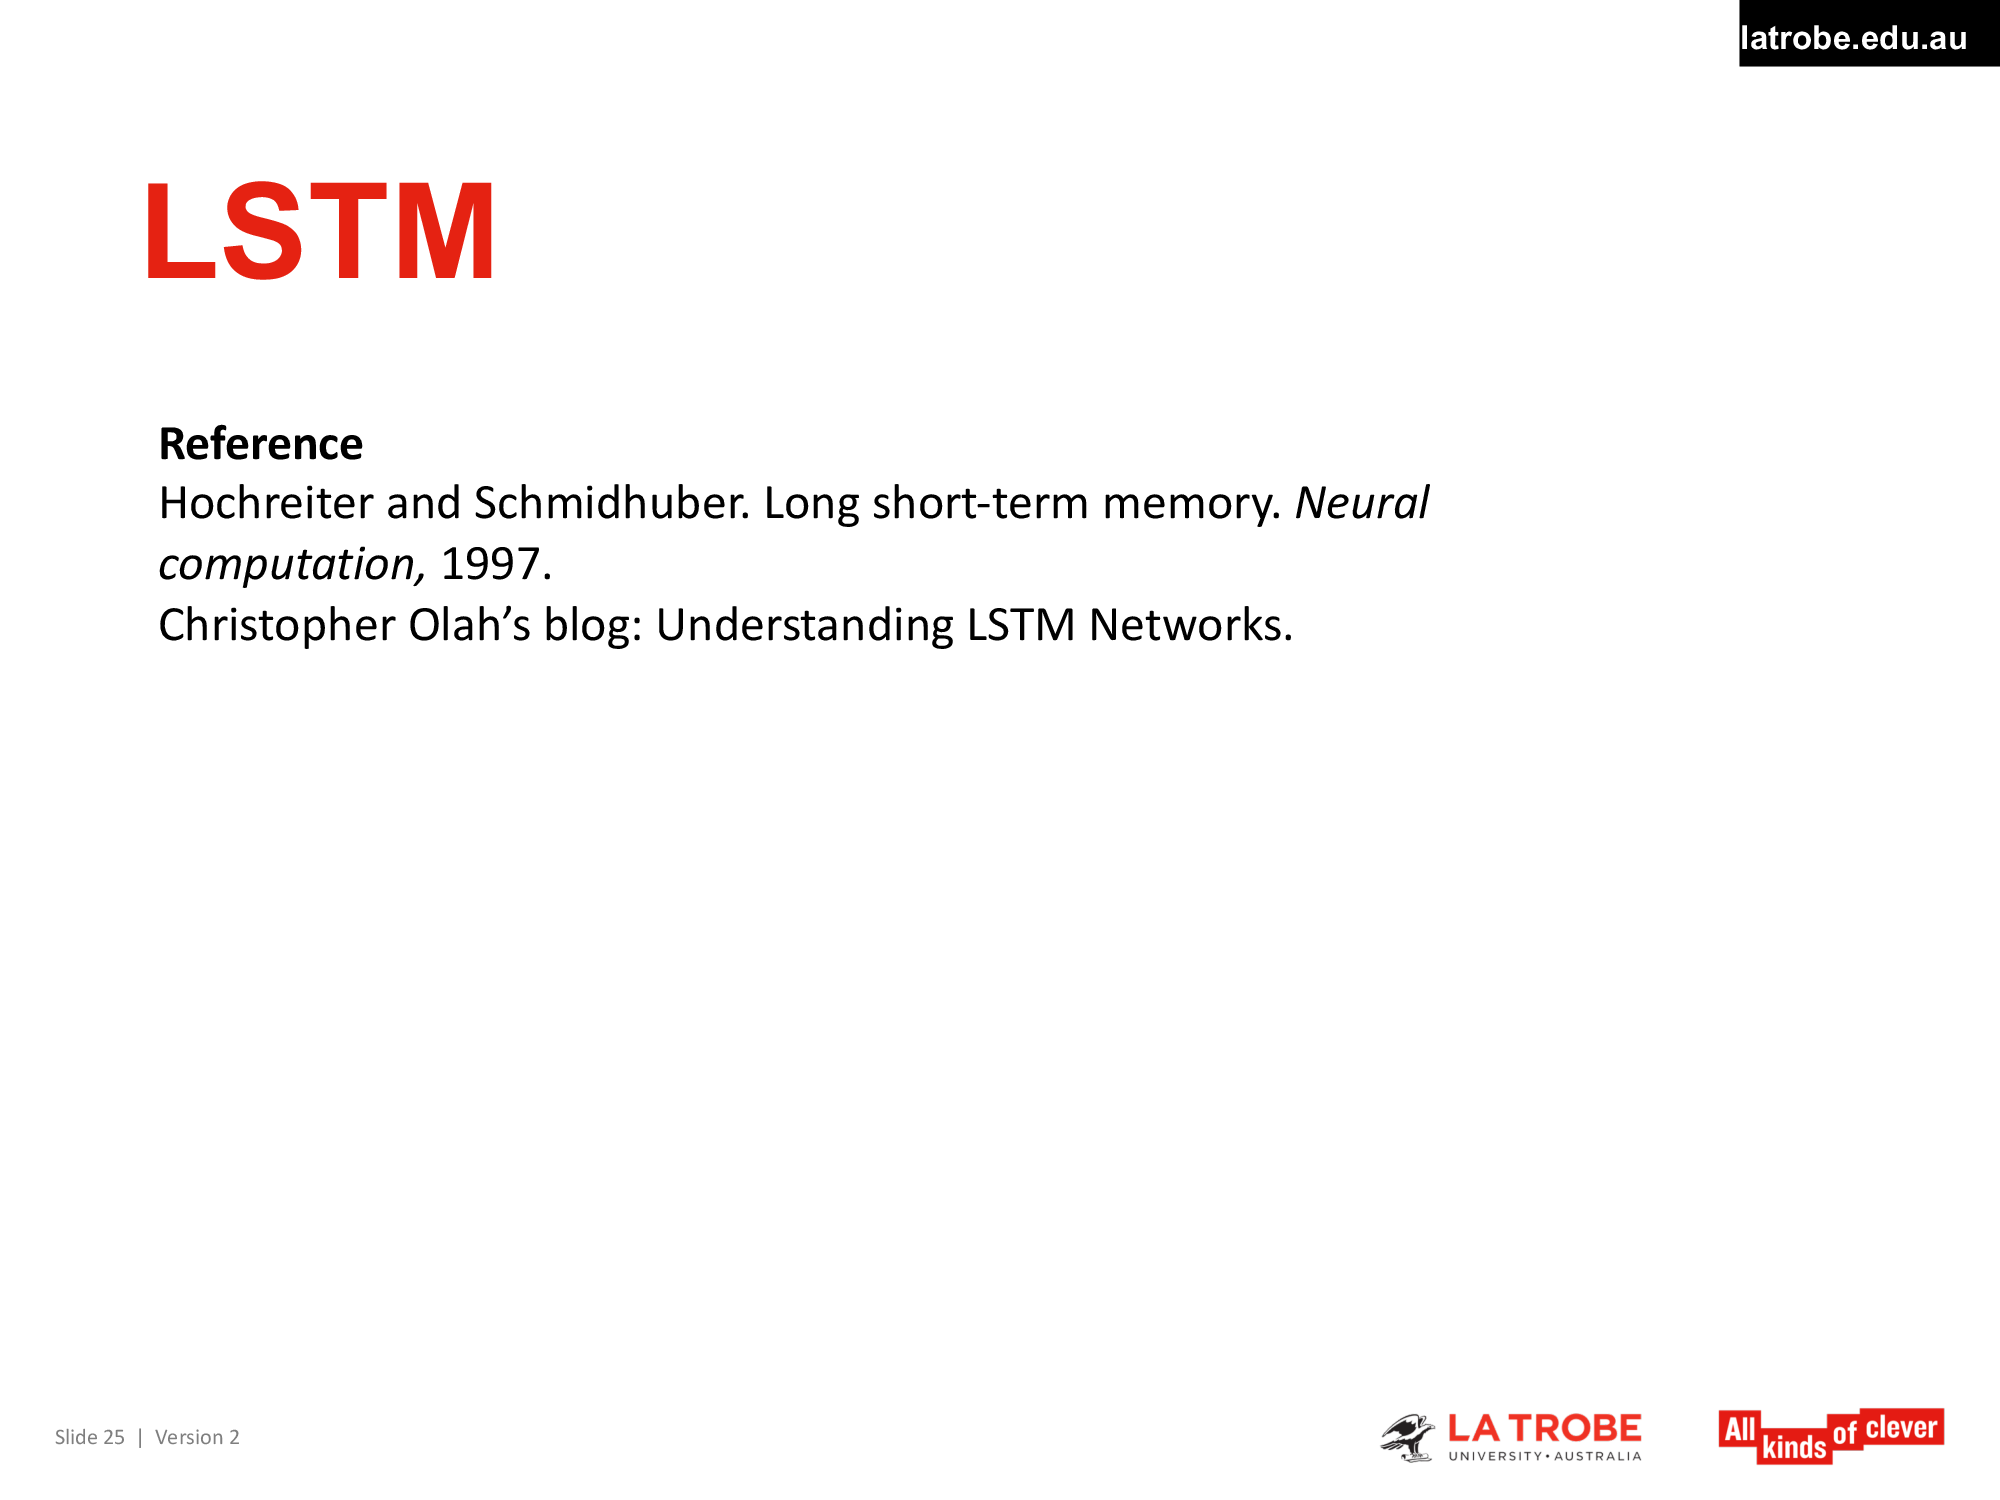 latrobe.edu.au
LSTM
Reference
Hochreiter and Schmidhuber. Long short-term memory. Neural
computation, 1997.
Christopher Olah’s blog: Understanding LSTM Networks.
Slide 25 | Version 2
LA TROBE
UNIVERSITY • AUSTRALIA
All kinds of clever